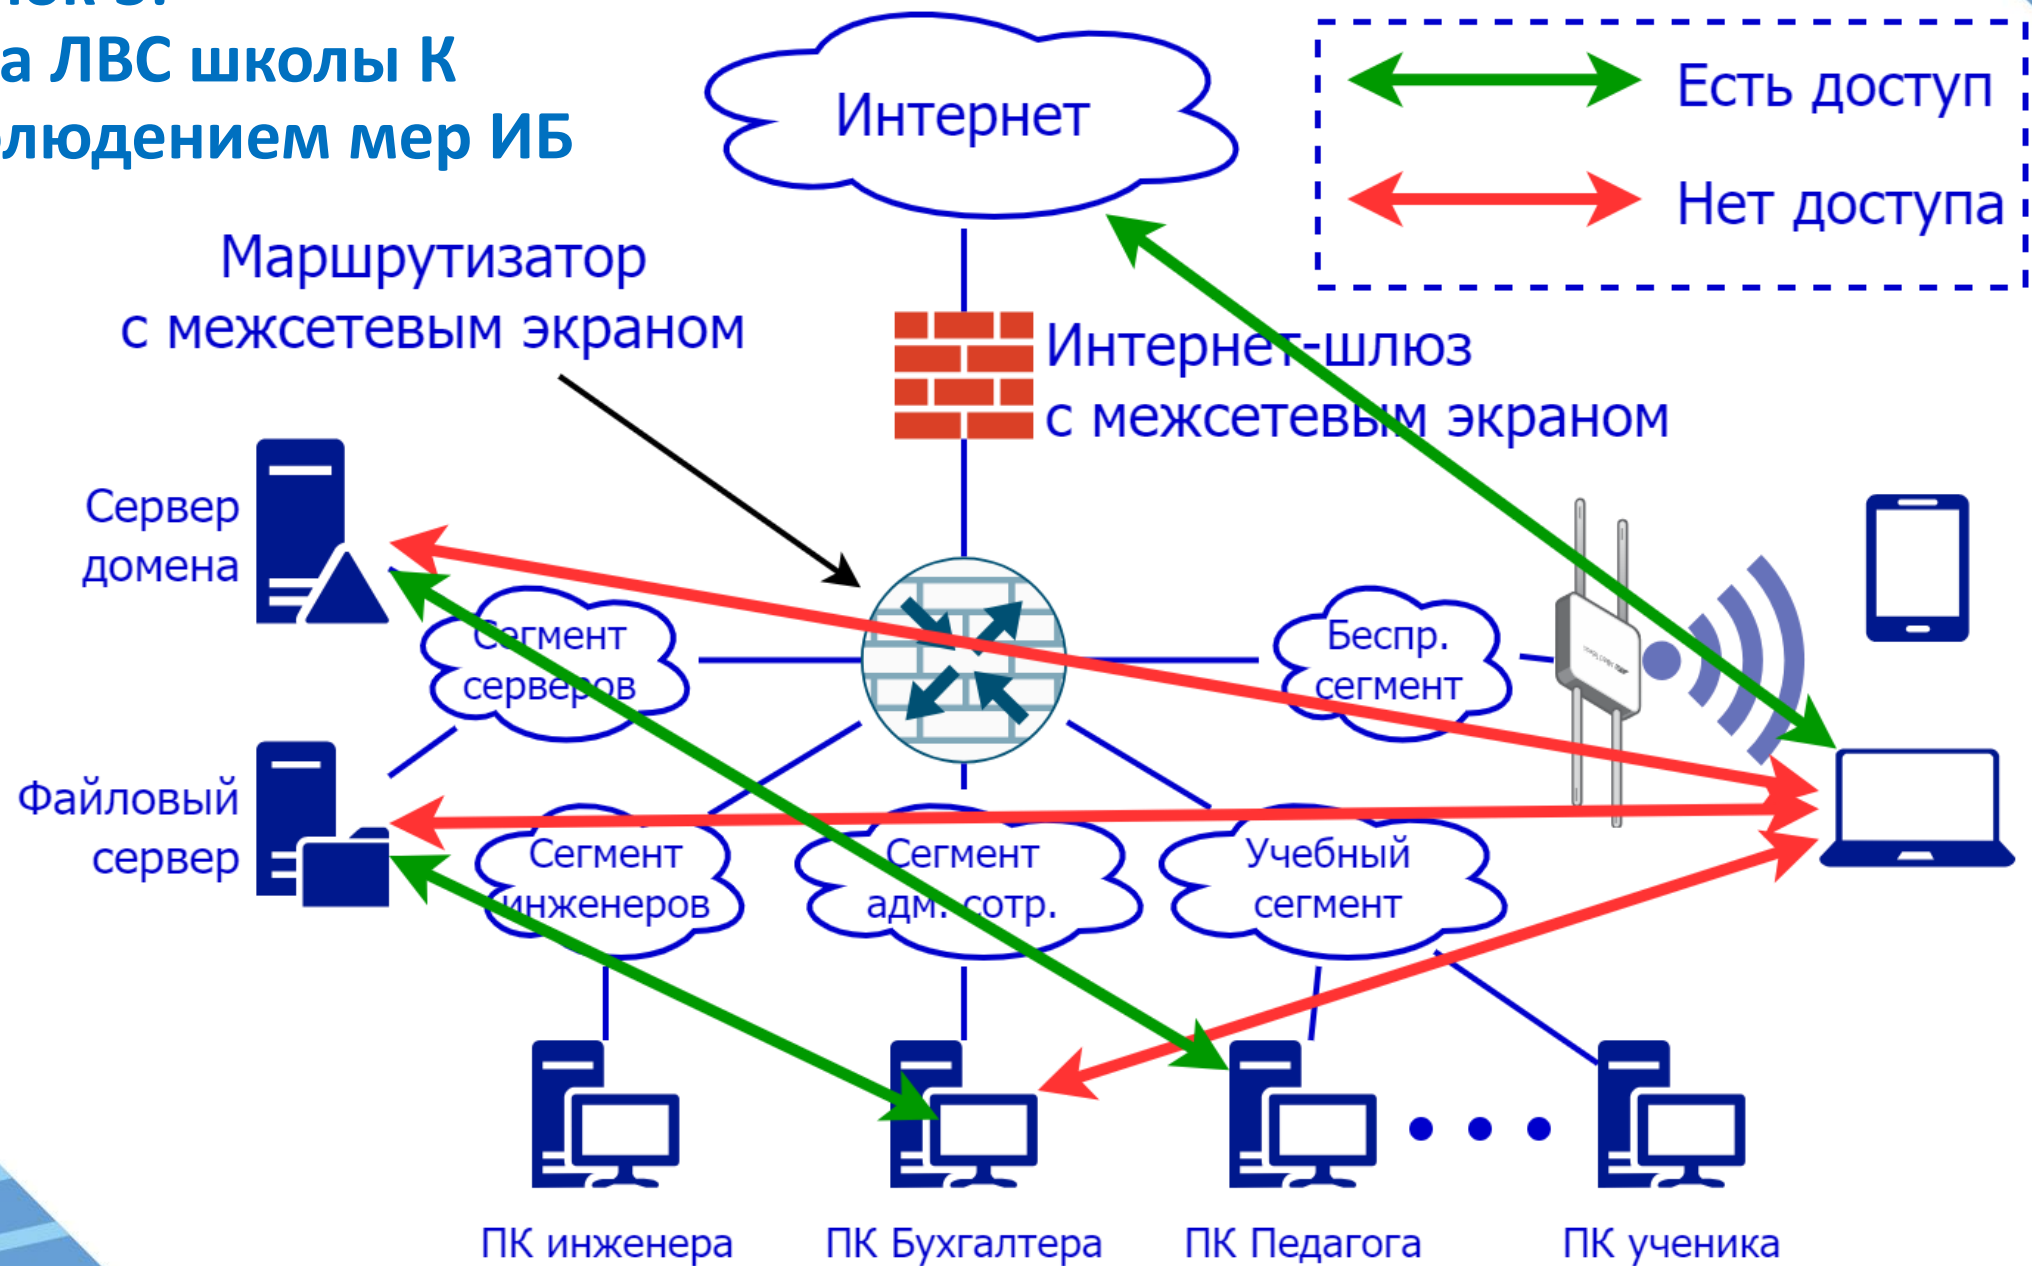 а ЛВС школы К
людением мер ИБ
Интернет
Есть доступ
Нет доступа
Маршрутизатор
с межсетевым экраном
Интернет-шлюз
с межсетевым экраном
Сервер
домена
Сегмент
серверов
Беспр.
сегмент
Файловый
сервер
Сегмент
инженеров
Сегмент
адм. сотр.
Учебный
сегмент
ПК инженера
ПК Бухгалтера
ПК Педагога
ПК ученика